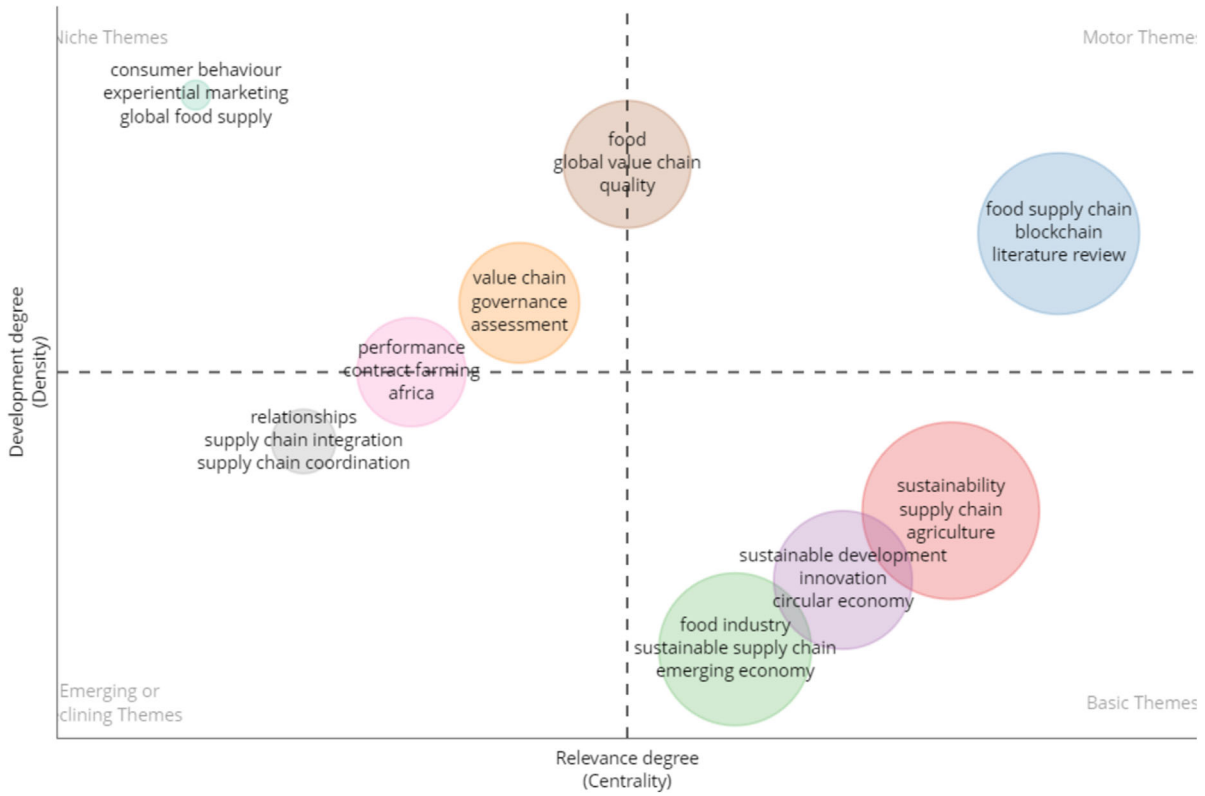 Niche Themes
Motor Themes
consumer behaviour
experiential marketing
global food supply
food
global value chain
quality
food supply chain
blockchain
literature review
value chain
governance
assessment
performance
contract farming
africa
relationships
supply chain integration
supply chain coordination
sustainability
supply chain
agriculture
sustainable development
innovation
circular economy
food industry
sustainable supply chain
emerging economy
Emerging or
clining Themes
Basic Themes
Development degree
(Density)
Relevance degree
(Centrality)